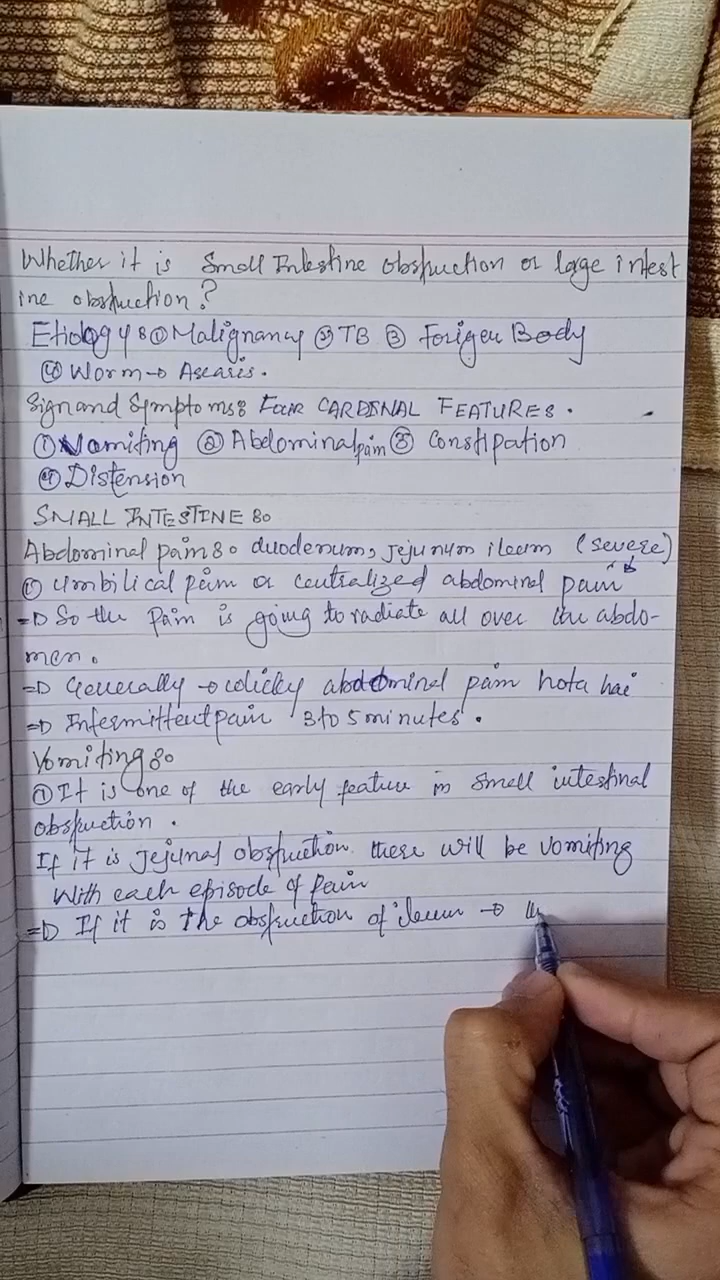 Whether it is Small Intestine obstruction or large intest
ine obstruction?
Etiology: ① Malignancy ② TB ③ Forigen Body
④ Worm → Ascaris.
Sign and Symptoms: FOUR CARDINAL FEATURES.
① Vomiting ② Abdominal pain ③ Constipation
④ Distension
SMALL INTESTINE:
Abdominal pain: duodenum, Jejunum ileum (severe)
① Umbilical pain or centralized abdominal pain
⇒ So the Pain is going to radiate all over the abdo-
men.
⇒ Generally → colicky abdominal pain hota hai
⇒ Intermittent pain 3 to 5 minutes.
Vomiting:
① It is one of the early feature in small intestinal
obstruction.
If it is Jejunal obstruction there will be vomiting
With each episode of pain
⇒ If it is the obstruction of ileum →